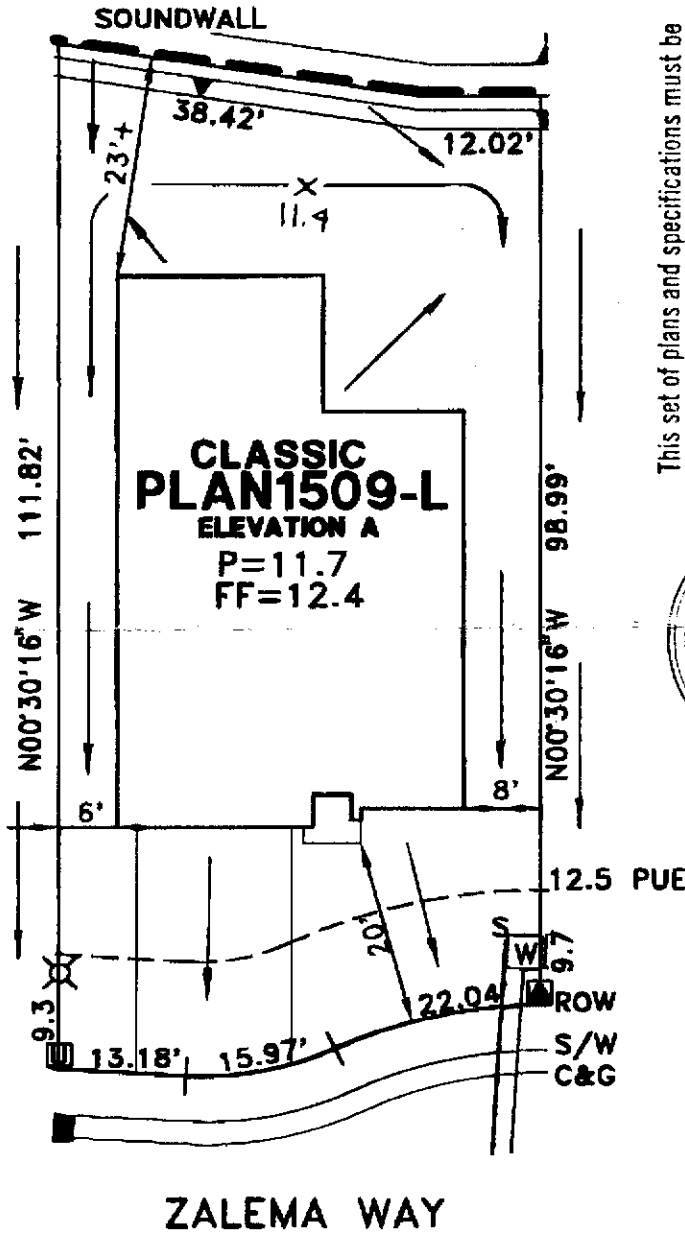 SOUNDWALL
38.42'
12.02'
23'+
11.4
This set of plans and specifications must be
CLASSIC
PLAN1509-L
ELEVATION A
P=11.7
FF=12.4
N00°30'16"W 111.82'
N00°30'16"W 98.99'
6'
8'
12.5 PUE
20'
S
W
9.7
22.04
ROW
9.3
U
13.18'
15.97'
S/W
C&G
ZALEMA WAY